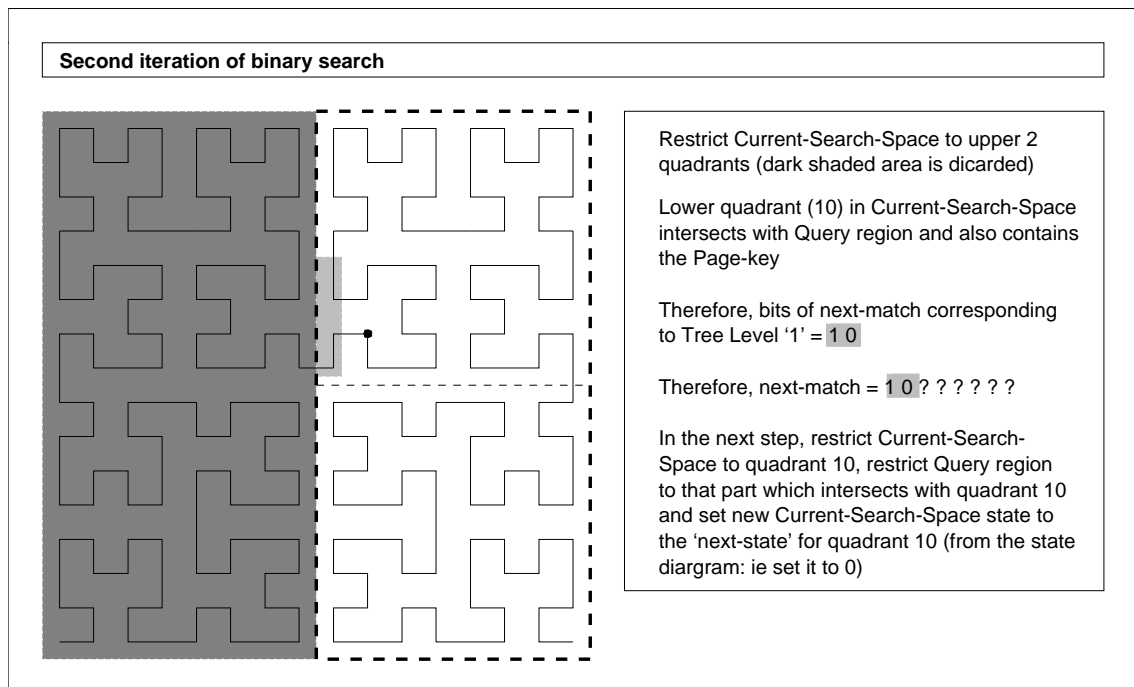 Second iteration of binary search
Restrict Current-Search-Space to upper 2
quadrants (dark shaded area is dicarded)
Lower quadrant (10) in Current-Search-Space
intersects with Query region and also contains
the Page-key
Therefore, bits of next-match corresponding
to Tree Level ‘1’ = 1 0
Therefore, next-match = 1 0 ? ? ? ? ? ?
In the next step, restrict Current-Search-
Space to quadrant 10, restrict Query region
to that part which intersects with quadrant 10
and set new Current-Search-Space state to
the ‘next-state’ for quadrant 10 (from the state
diargram: ie set it to 0)